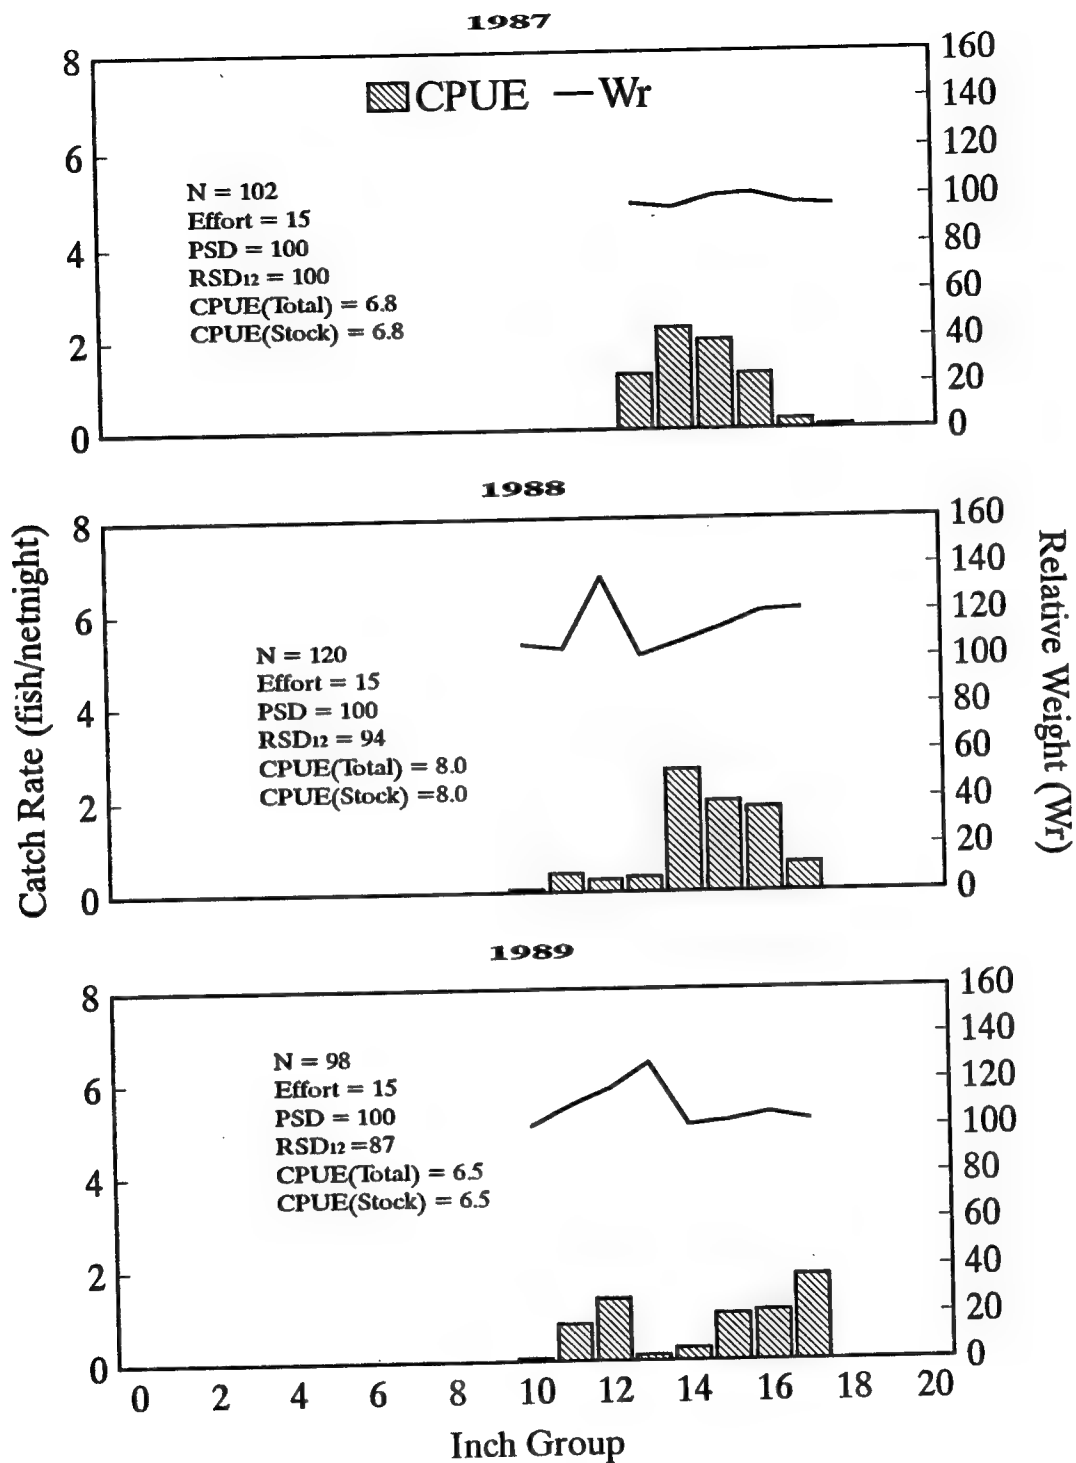 1987
CPUE Wr
N = 102
Effort = 15
PSD = 100
RSD12 = 100
CPUE(Total) = 6.8
CPUE(Stock) = 6.8
8
6
4
2
0
160
140
120
100
80
60
40
20
0
1988
N = 120
Effort = 15
PSD = 100
RSD12 = 94
CPUE(Total) = 8.0
CPUE(Stock) =8.0
8
6
4
2
0
160
140
120
100
80
60
40
20
0
Catch Rate (fish/netnight)
Relative Weight (Wr)
1989
N = 98
Effort = 15
PSD = 100
RSD12 =87
CPUE(Total) = 6.5
CPUE(Stock) = 6.5
8
6
4
2
0
160
140
120
100
80
60
40
20
0
0 2 4 6 8 10 12 14 16 18 20
Inch Group